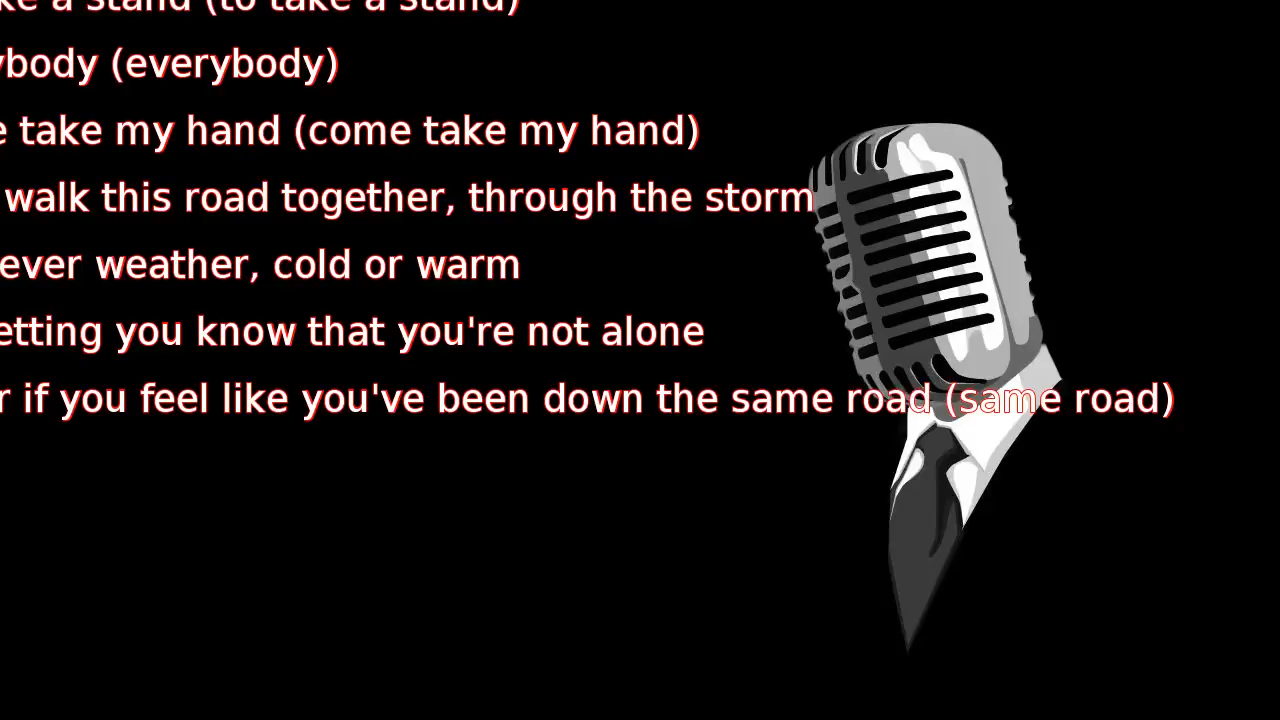 ke a stand (to take a stand)
ybody (everybody)
e take my hand (come take my hand)
walk this road together, through the storm
ever weather, cold or warm
etting you know that you're not alone
r if you feel like you've been down the same road (same road)